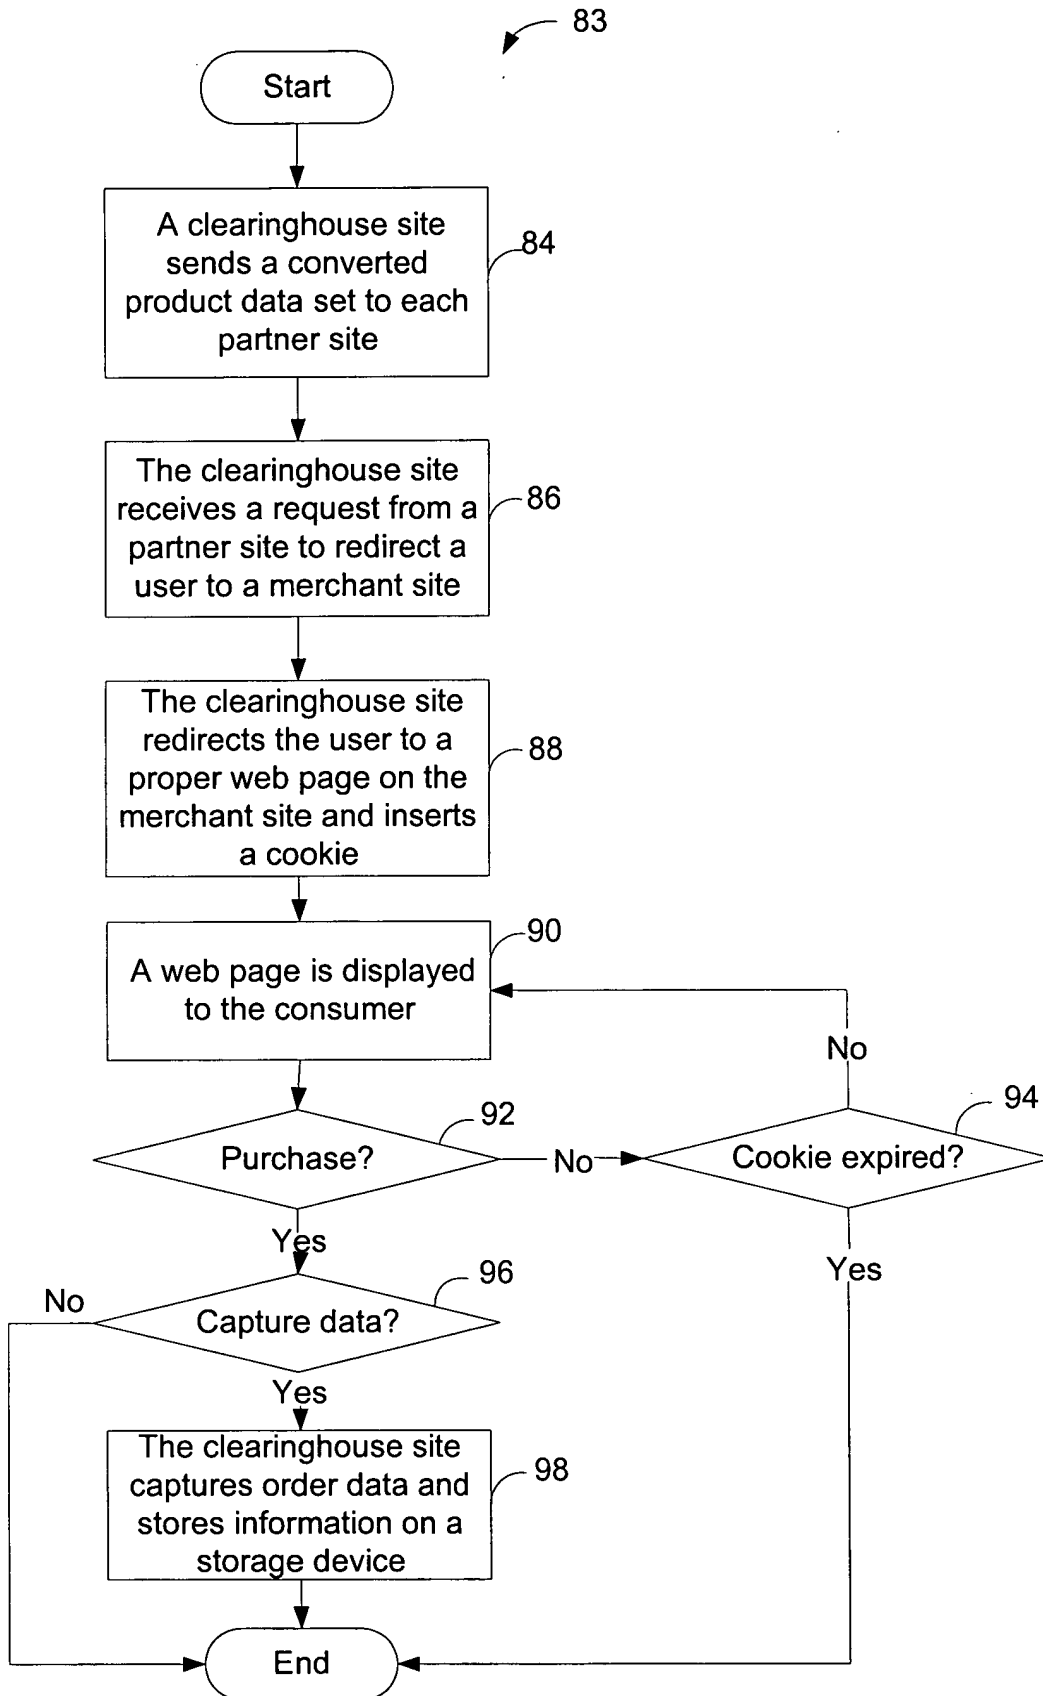 83
Start
A clearinghouse site
sends a converted
product data set to each
partner site
84
The clearinghouse site
receives a request from a
partner site to redirect a
user to a merchant site
86
The clearinghouse site
redirects the user to a
proper web page on the
merchant site and inserts
a cookie
88
90
A web page is displayed
to the consumer
No
92
94
Purchase?
No
Cookie expired?
Yes
Yes
96
No
Capture data?
Yes
The clearinghouse site
captures order data and
stores information on a
storage device
98
End